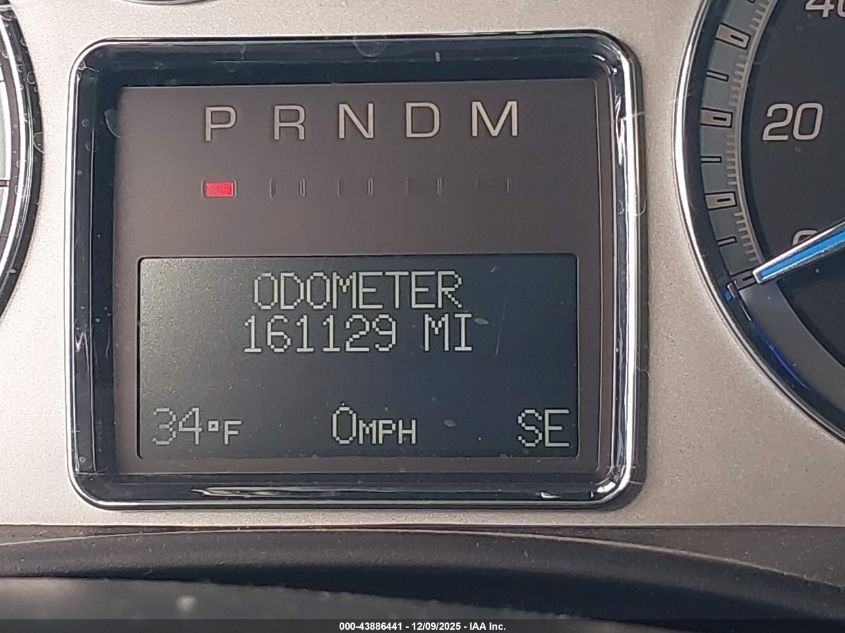 P R N D M
ODOMETER
161129 MI
34°F 0MPH SE
20
000-43886441 - 12/09/2025 - IAA Inc.